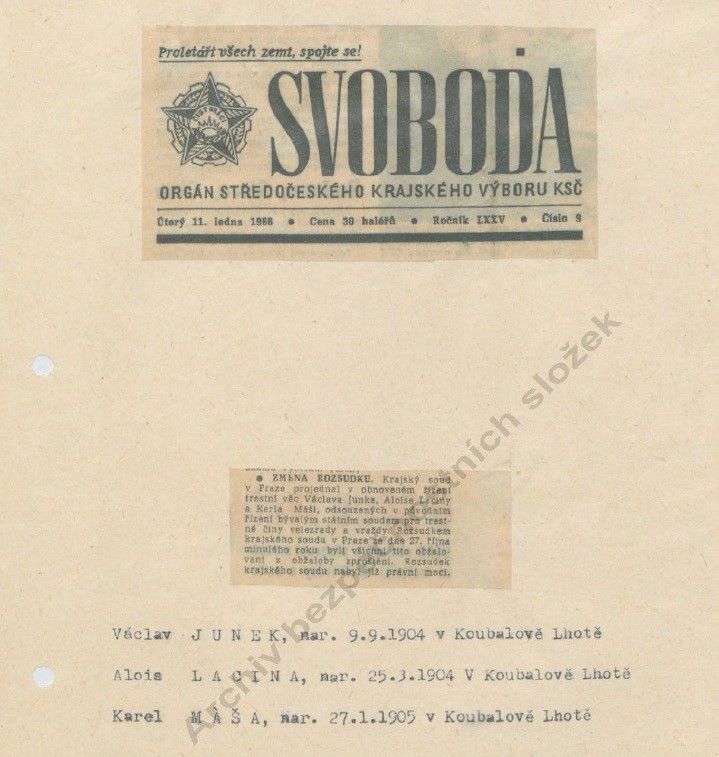 Proletáři všech zemí, spojte se!
SVOBODA
ORGÁN STŘEDOČESKÉHO KRAJSKÉHO VÝBORU KSČ
Úterý 11. ledna 1966 ● Cena 30 haléřů ● Ročník LXXV ● Číslo 9
● ZMĚNA ROZSUDKU. Krajský soud
v Praze projednal v obnoveném řízení
trestní věc Václava Junka, Aloise Laciny
a Karla Máši, odsouzených v původním
řízení bývalým státním soudem pro trest-
né činy velezrady a vraždy. Rozsudkem
krajského soudu v Praze ze dne 27. října
minulého roku byli všichni tito obžalo-
vaní z obžaloby zproštěni. Rozsudek
krajského soudu nabyl již právní moci.
Václav J U N E K, nar. 9.9.1904 v Koubalově Lhotě
Alois L A C I N A, nar. 25.3.1904 V Koubalově Lhotě
Karel M À Š A, nar. 27.1.1905 v Koubalově Lhotě
Archiv bezpečnostních složek